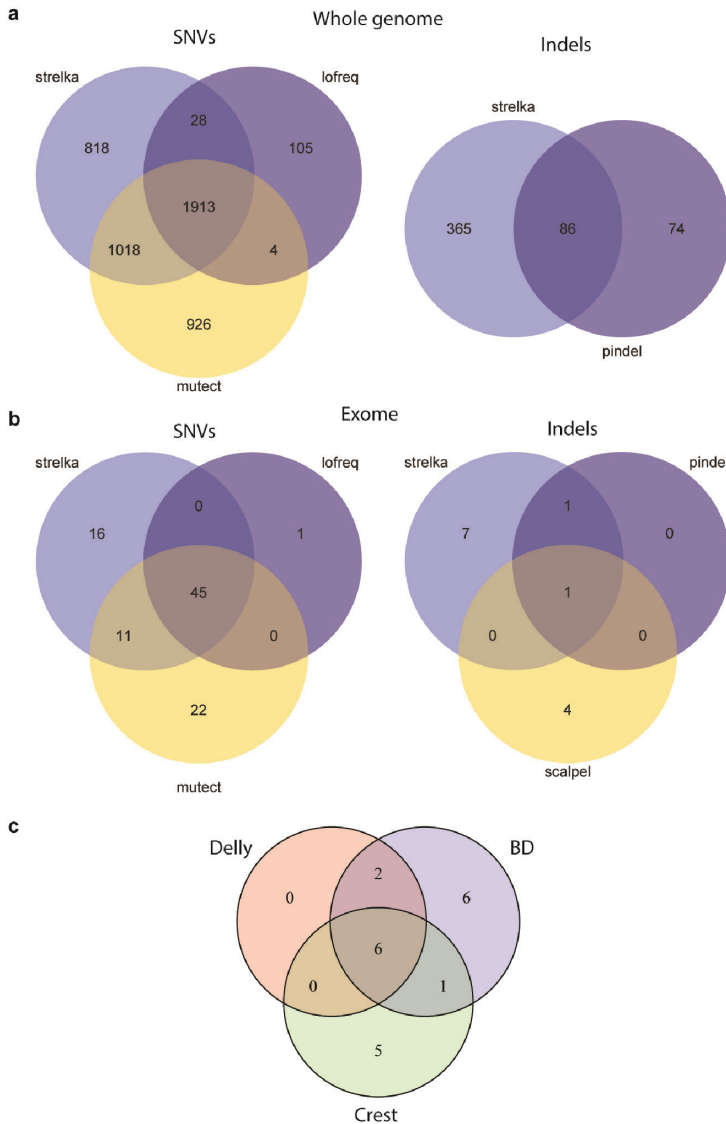 a
Whole genome
SNVs
Indels
strelka
lofreq
28
818
105
1913
1018
4
926
mutect
strelka
365
86
74
pindel
b
Exome
SNVs
Indels
strelka
lofreq
0
16
1
45
11
0
22
mutect
strelka
pinde
1
7
0
1
0
0
4
scalpel
c
Delly
BD
2
0
6
6
0
1
5
Crest